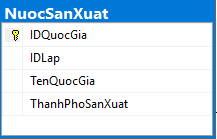 NuocSanXuat
IDQuocGia
IDLap
TenQuocGia
ThanhPhoSanXuat